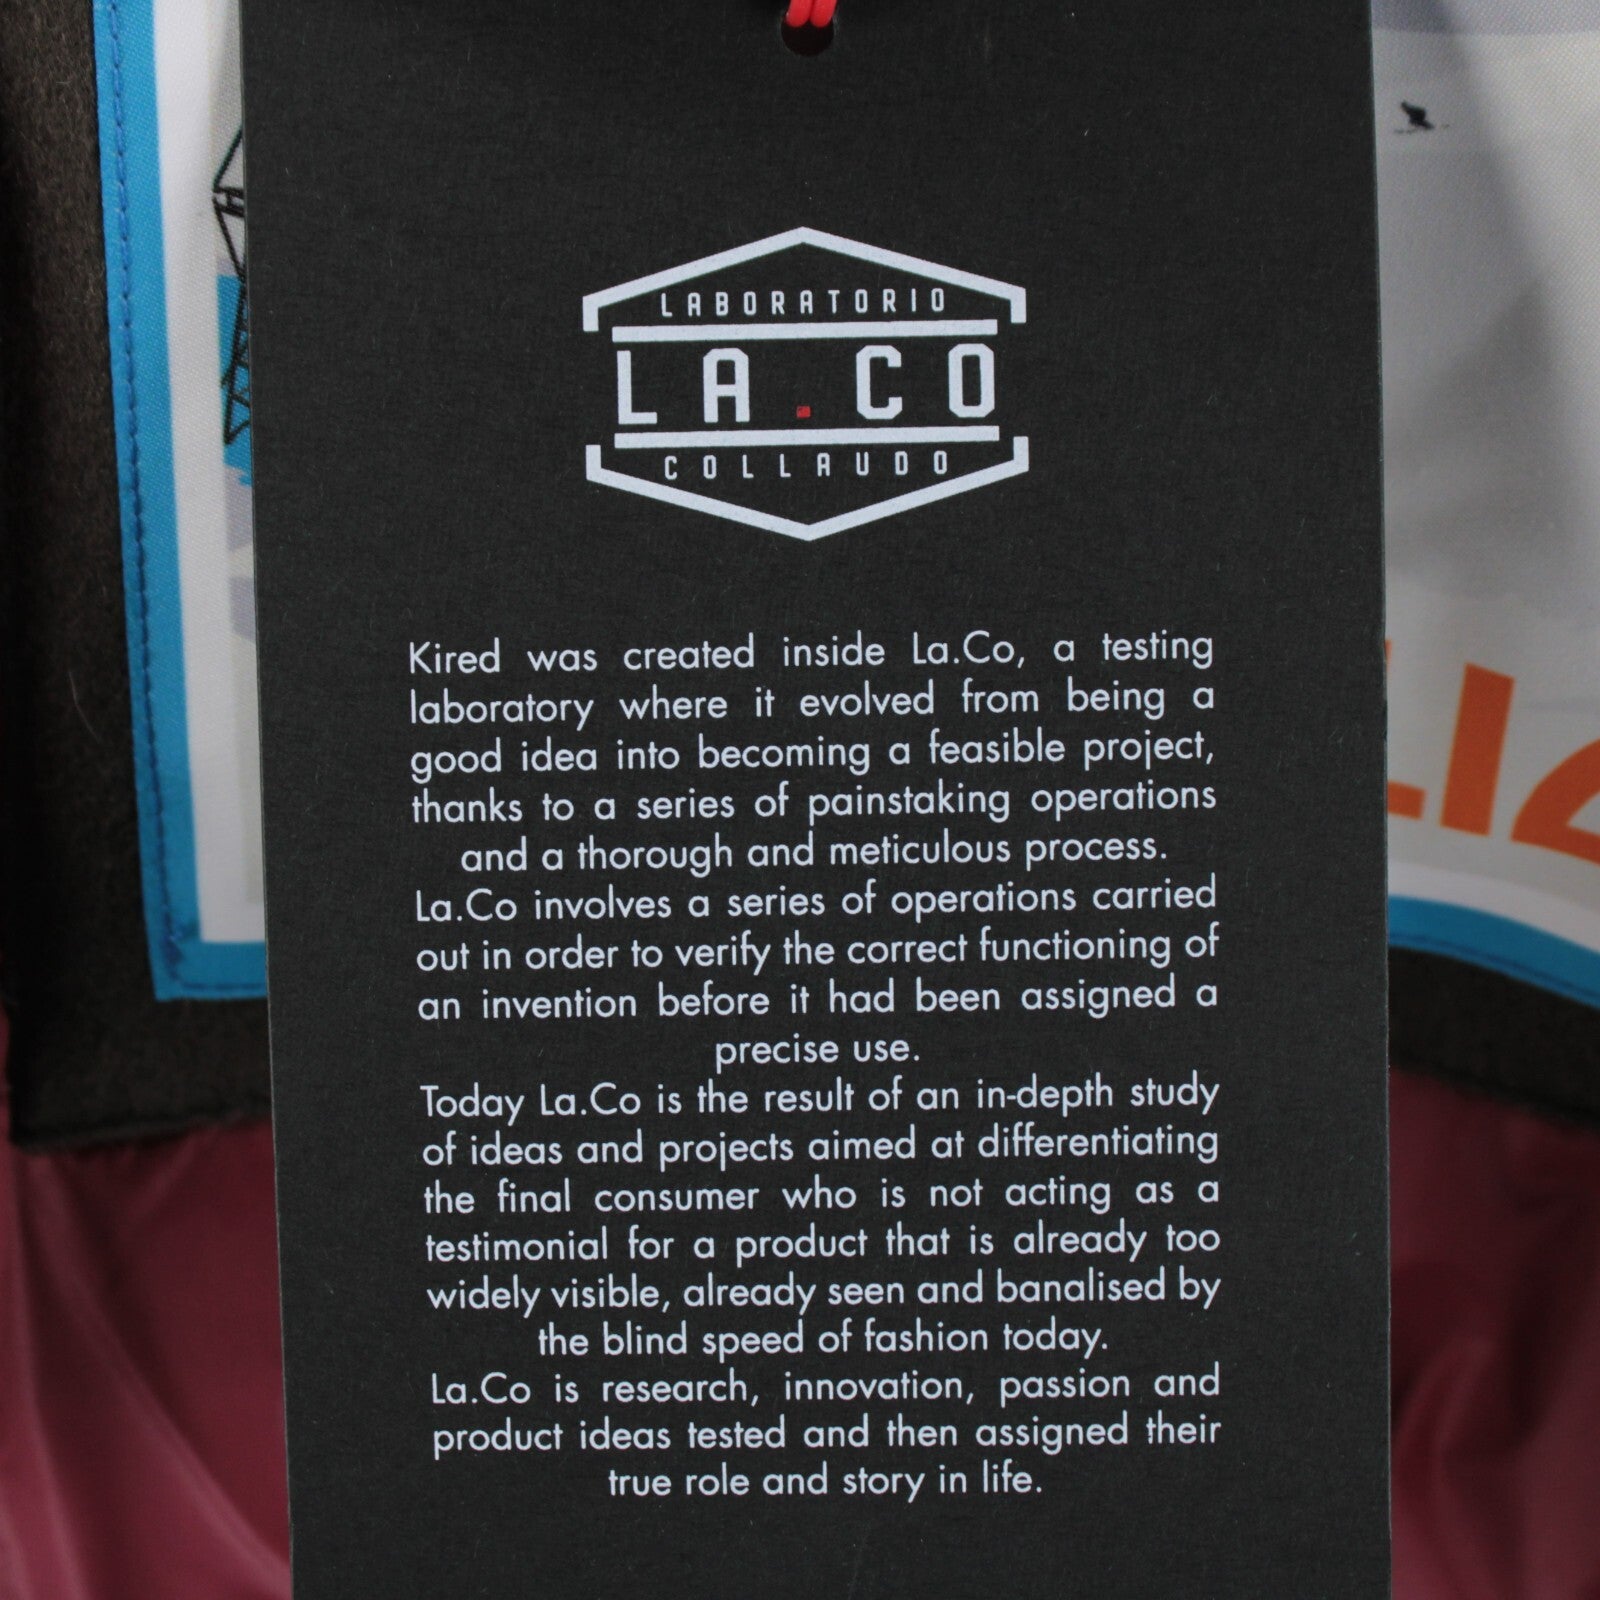 LABORATORIO
LA.CO
COLLAUDO
Kired was created inside La.Co, a testing
laboratory where it evolved from being a
good idea into becoming a feasible project,
thanks to a series of painstaking operations
and a thorough and meticulous process.
La.Co involves a series of operations carried
out in order to verify the correct functioning of
an invention before it had been assigned a
precise use.
Today La.Co is the result of an in-depth study
of ideas and projects aimed at differentiating
the final consumer who is not acting as a
testimonial for a product that is already too
widely visible, already seen and banalised by
the blind speed of fashion today.
La.Co is research, innovation, passion and
product ideas tested and then assigned their
true role and story in life.